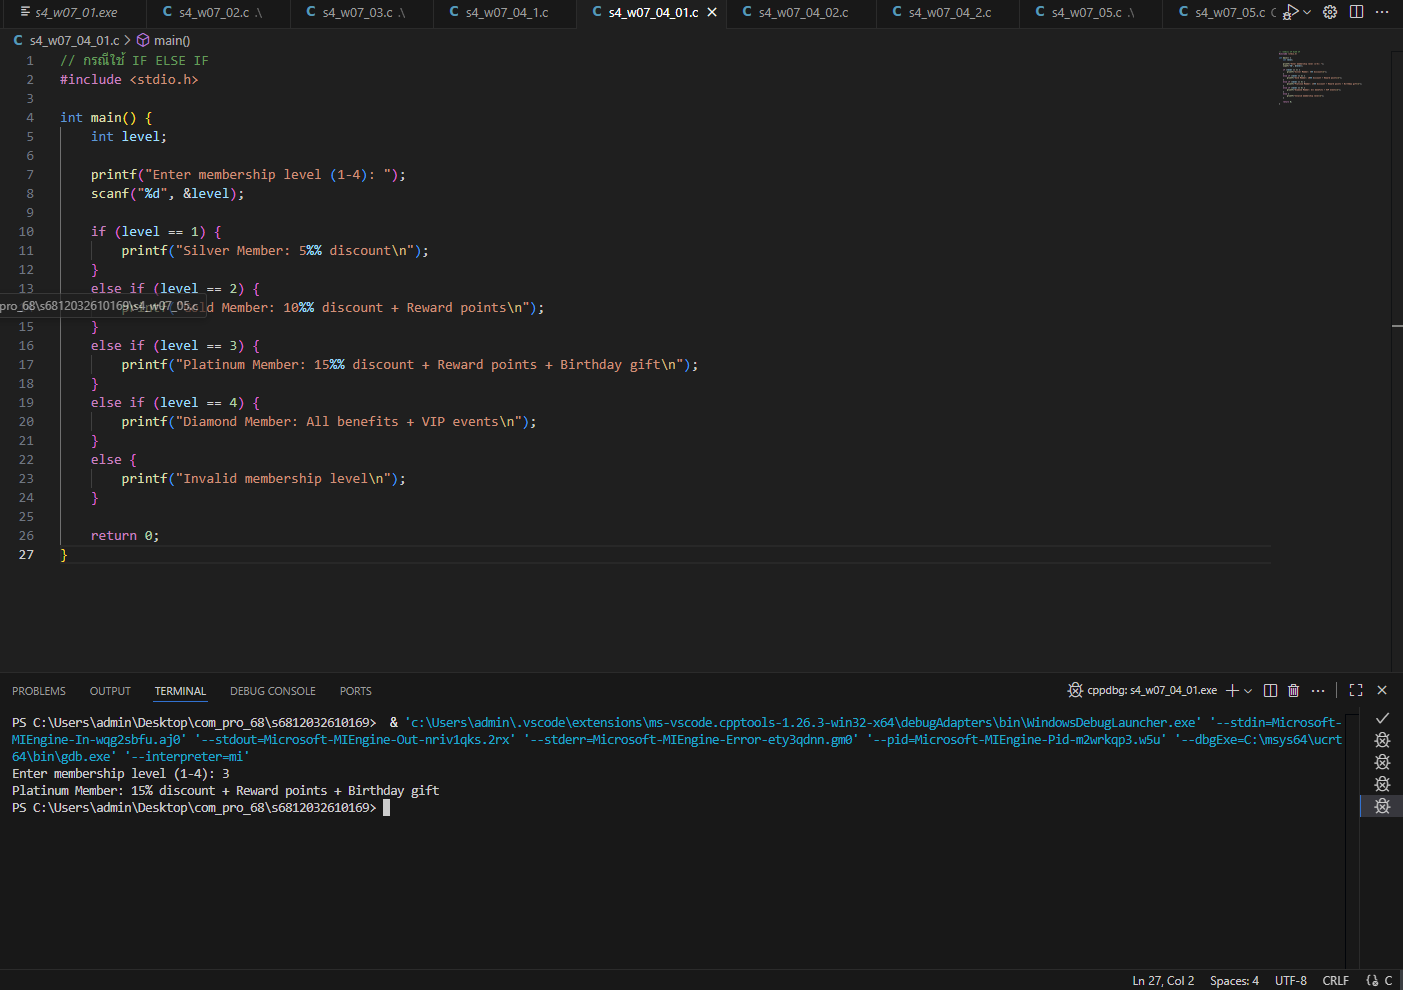 s4_w07_01.exe
s4_w07_02.c .\
s4_w07_03.c .\
s4_w07_04_1.c
s4_w07_04_01.c
s4_w07_04_02.c
s4_w07_04_2.c
s4_w07_05.c .\
s4_w07_05.c
s4_w07_04_01.c > main()
1 // กรณีใช้ IF ELSE IF
2 #include <stdio.h>
3
4 int main() {
5 int level;
6
7 printf("Enter membership level (1-4): ");
8 scanf("%d", &level);
9
10 if (level == 1) {
11 printf("Silver Member: 5%% discount\n");
12 }
13 else if (level == 2) {
pro_68\s6812032610169\s4_w07_05.c
ld Member: 10%% discount + Reward points\n");
15 }
16 else if (level == 3) {
17 printf("Platinum Member: 15%% discount + Reward points + Birthday gift\n");
18 }
19 else if (level == 4) {
20 printf("Diamond Member: All benefits + VIP events\n");
21 }
22 else {
23 printf("Invalid membership level\n");
24 }
25
26 return 0;
27 }
PROBLEMS OUTPUT TERMINAL DEBUG CONSOLE PORTS
cppdbg: s4_w07_04_01.exe
PS C:\Users\admin\Desktop\com_pro_68\s6812032610169> & 'c:\Users\admin\.vscode\extensions\ms-vscode.cpptools-1.26.3-win32-x64\debugAdapters\bin\WindowsDebugLauncher.exe' '--stdin=Microsoft-
MIEngine-In-wqg2sbfu.aj0' '--stdout=Microsoft-MIEngine-Out-nriv1qks.2rx' '--stderr=Microsoft-MIEngine-Error-ety3qdnn.gm0' '--pid=Microsoft-MIEngine-Pid-m2wrkqp3.w5u' '--dbgExe=C:\msys64\ucrt
64\bin\gdb.exe' '--interpreter=mi'
Enter membership level (1-4): 3
Platinum Member: 15% discount + Reward points + Birthday gift
PS C:\Users\admin\Desktop\com_pro_68\s6812032610169>
Ln 27, Col 2 Spaces: 4 UTF-8 CRLF C